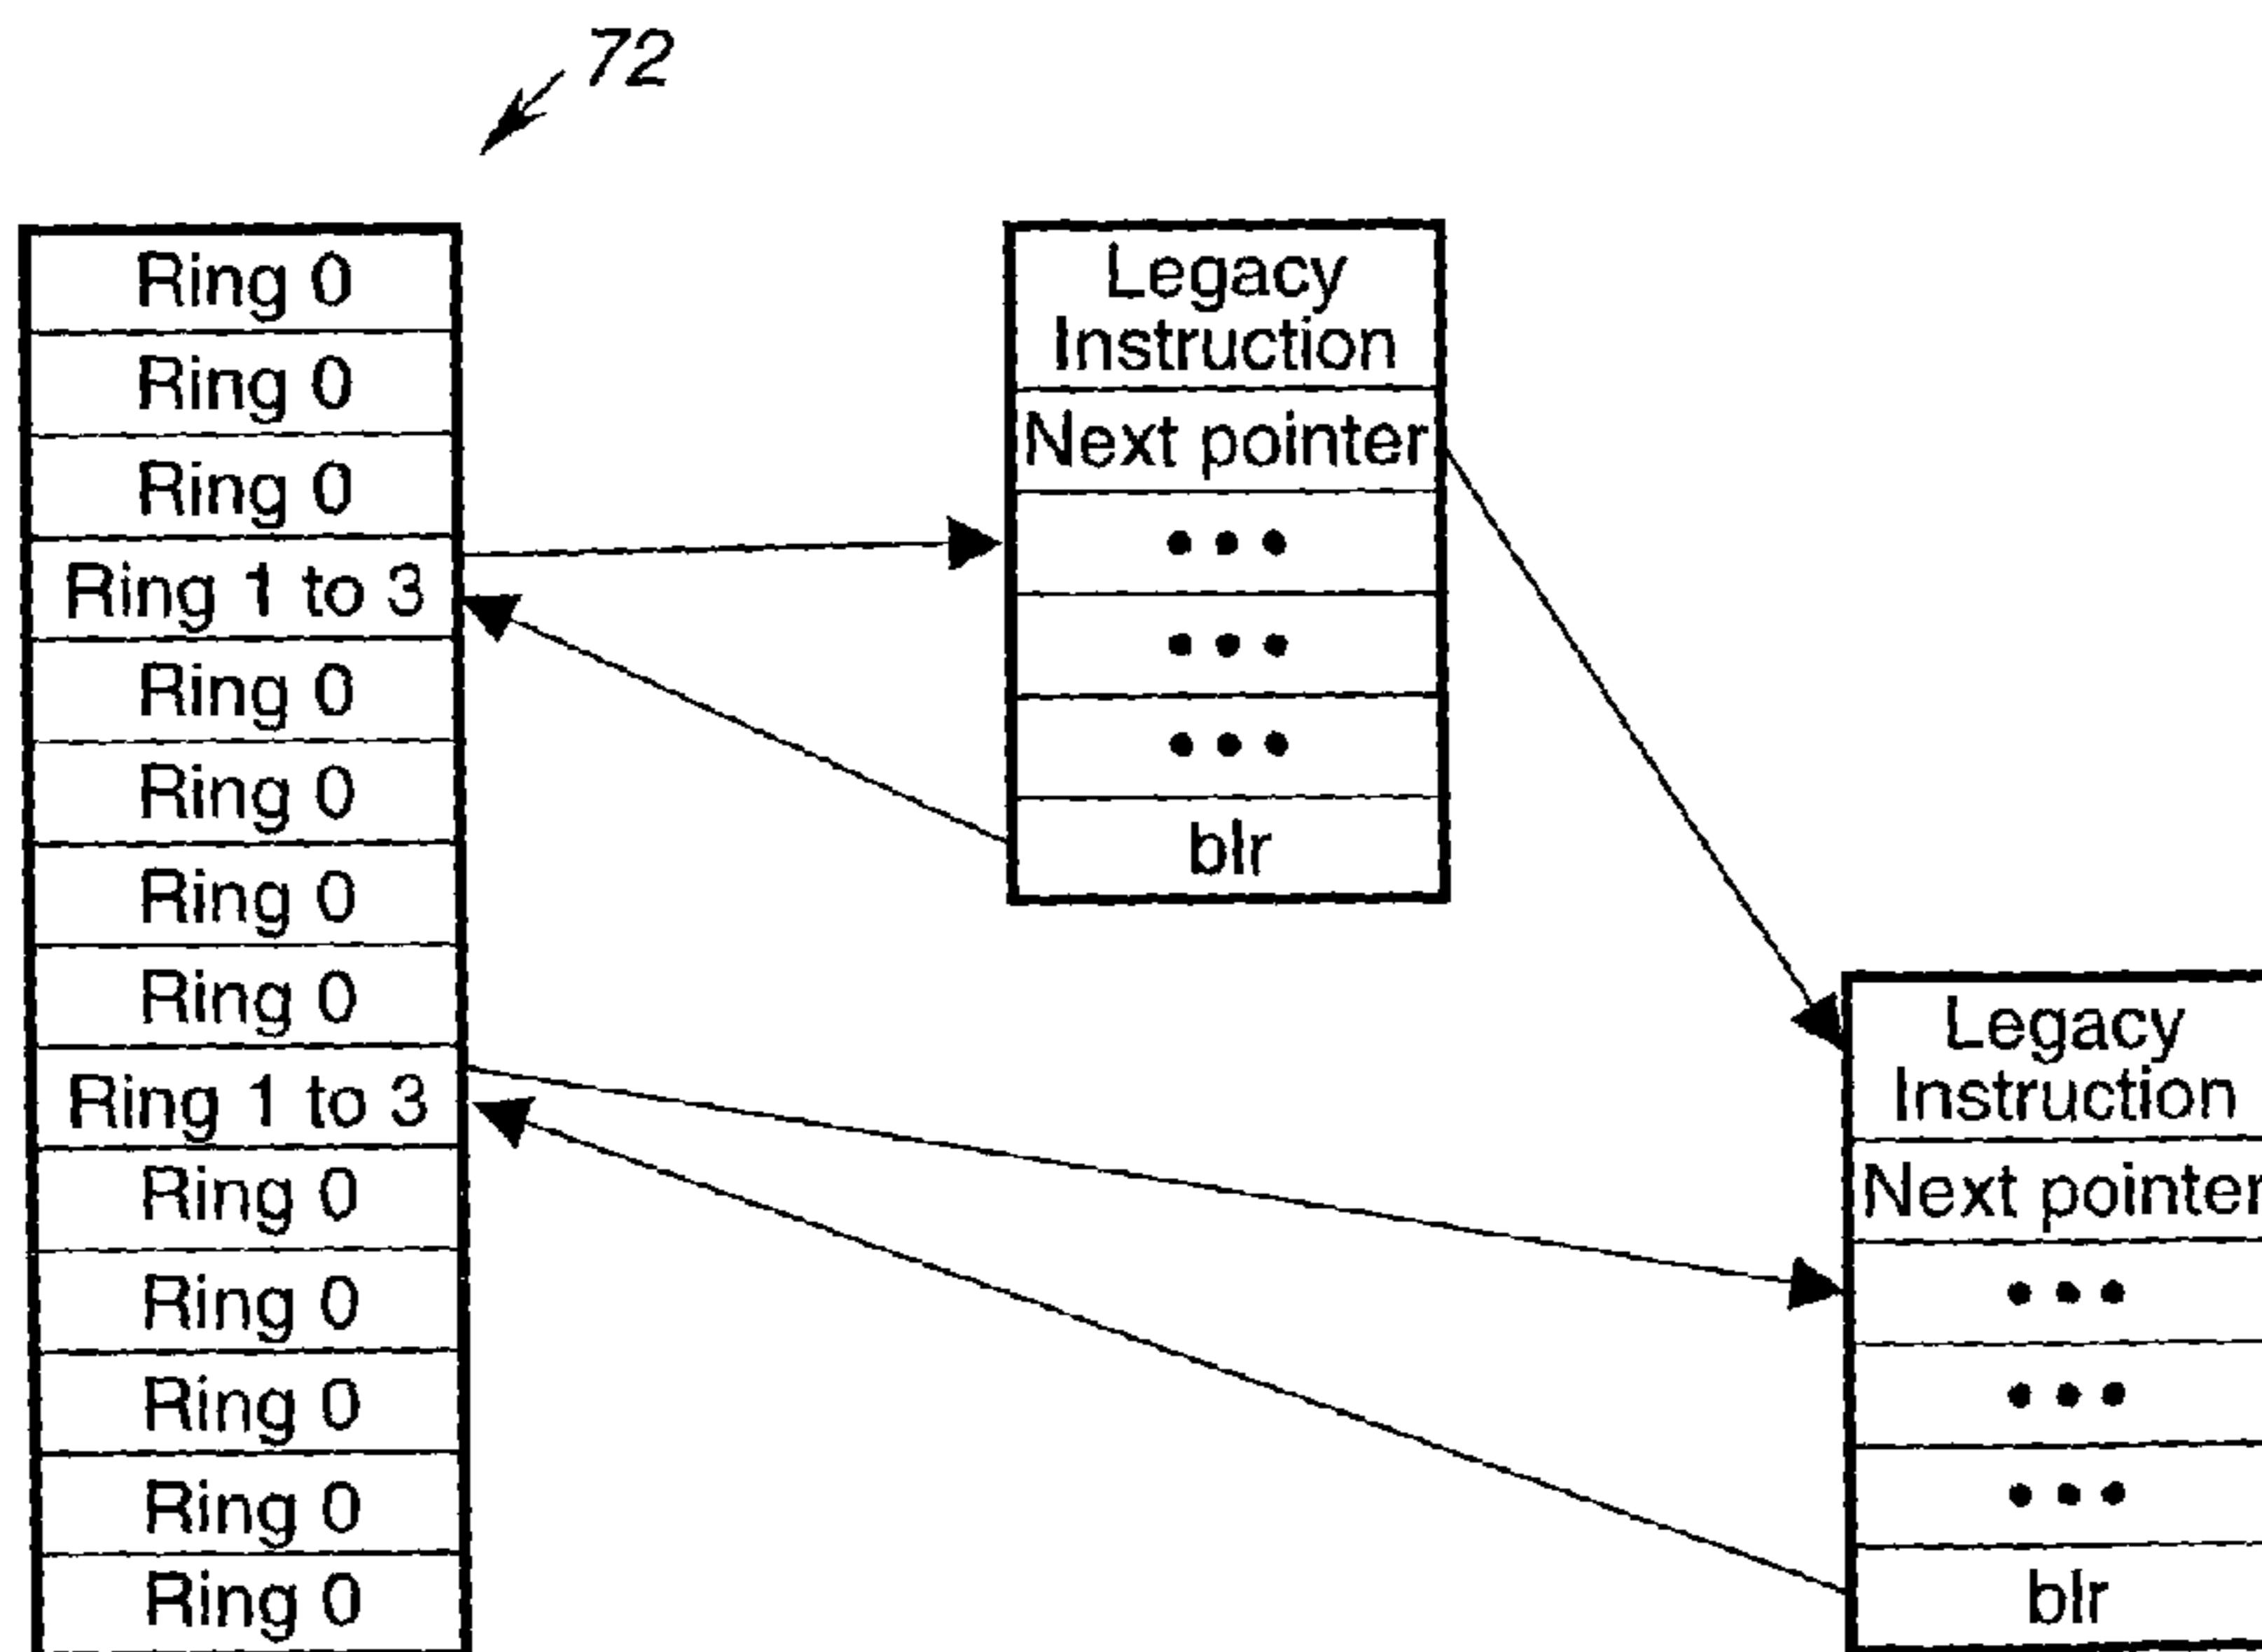 72
Ring 0
Ring 0
Ring 0
Ring 1 to 3
Ring 0
Ring 0
Ring 0
Ring 0
Ring 1 to 3
Ring 0
Ring 0
Ring 0
Ring 0
Ring 0
Legacy
Instruction
Next pointer
•••
•••
•••
blr
Legacy
Instruction
Next pointer
•••
•••
•••
blr